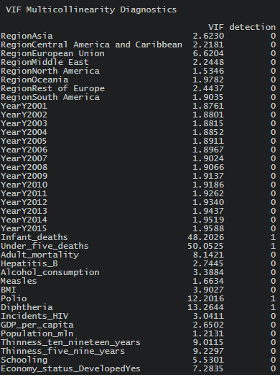 VIF Multicollinearity Diagnostics
VIF detection
RegionAsia 2.6230 0
RegionCentral America and Caribbean 2.2181 0
RegionEuropean Union 6.6204 0
RegionMiddle East 2.2448 0
RegionNorth America 1.5346 0
RegionOceania 1.9782 0
RegionRest of Europe 2.4437 0
RegionSouth America 1.9035 0
YearY2001 1.8761 0
YearY2002 1.8801 0
YearY2003 1.8815 0
YearY2004 1.8852 0
YearY2005 1.8911 0
YearY2006 1.8967 0
YearY2007 1.9024 0
YearY2008 1.9066 0
YearY2009 1.9137 0
YearY2010 1.9186 0
YearY2011 1.9262 0
YearY2012 1.9340 0
YearY2013 1.9437 0
YearY2014 1.9519 0
YearY2015 1.9588 0
Infant_deaths 48.2026 1
Under_five_deaths 50.0525 1
Adult_mortality 8.1421 0
Hepatitis_B 2.7445 0
Alcohol_consumption 3.3884 0
Measles 1.6634 0
BMI 3.9027 0
Polio 12.2016 1
Diphtheria 13.2644 1
Incidents_HIV 3.0411 0
GDP_per_capita 2.6502 0
Population_mln 1.2131 0
Thinness_ten_nineteen_years 9.0115 0
Thinness_five_nine_years 9.2297 0
Schooling 5.5301 0
Economy_status_DevelopedYes 7.2835 0